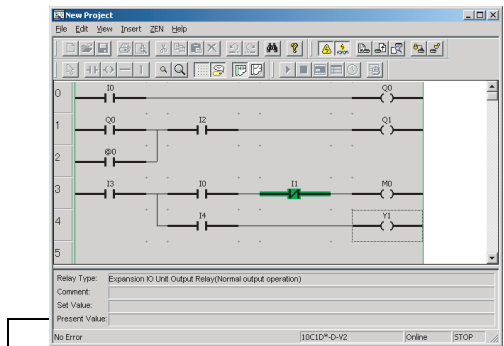 New Project
File Edit View Insert ZEN Help
0 I0 Q0
1 Q0 I2 Q1
2 @0
3 I3 I0 I1 M0
4 I4 Y1
5
Relay Type: Expansion IO Unit Output Relay(Normal output operation)
Comment:
Set Value:
Present Value:
No Error 10C1D*-D-V2 Online STOP